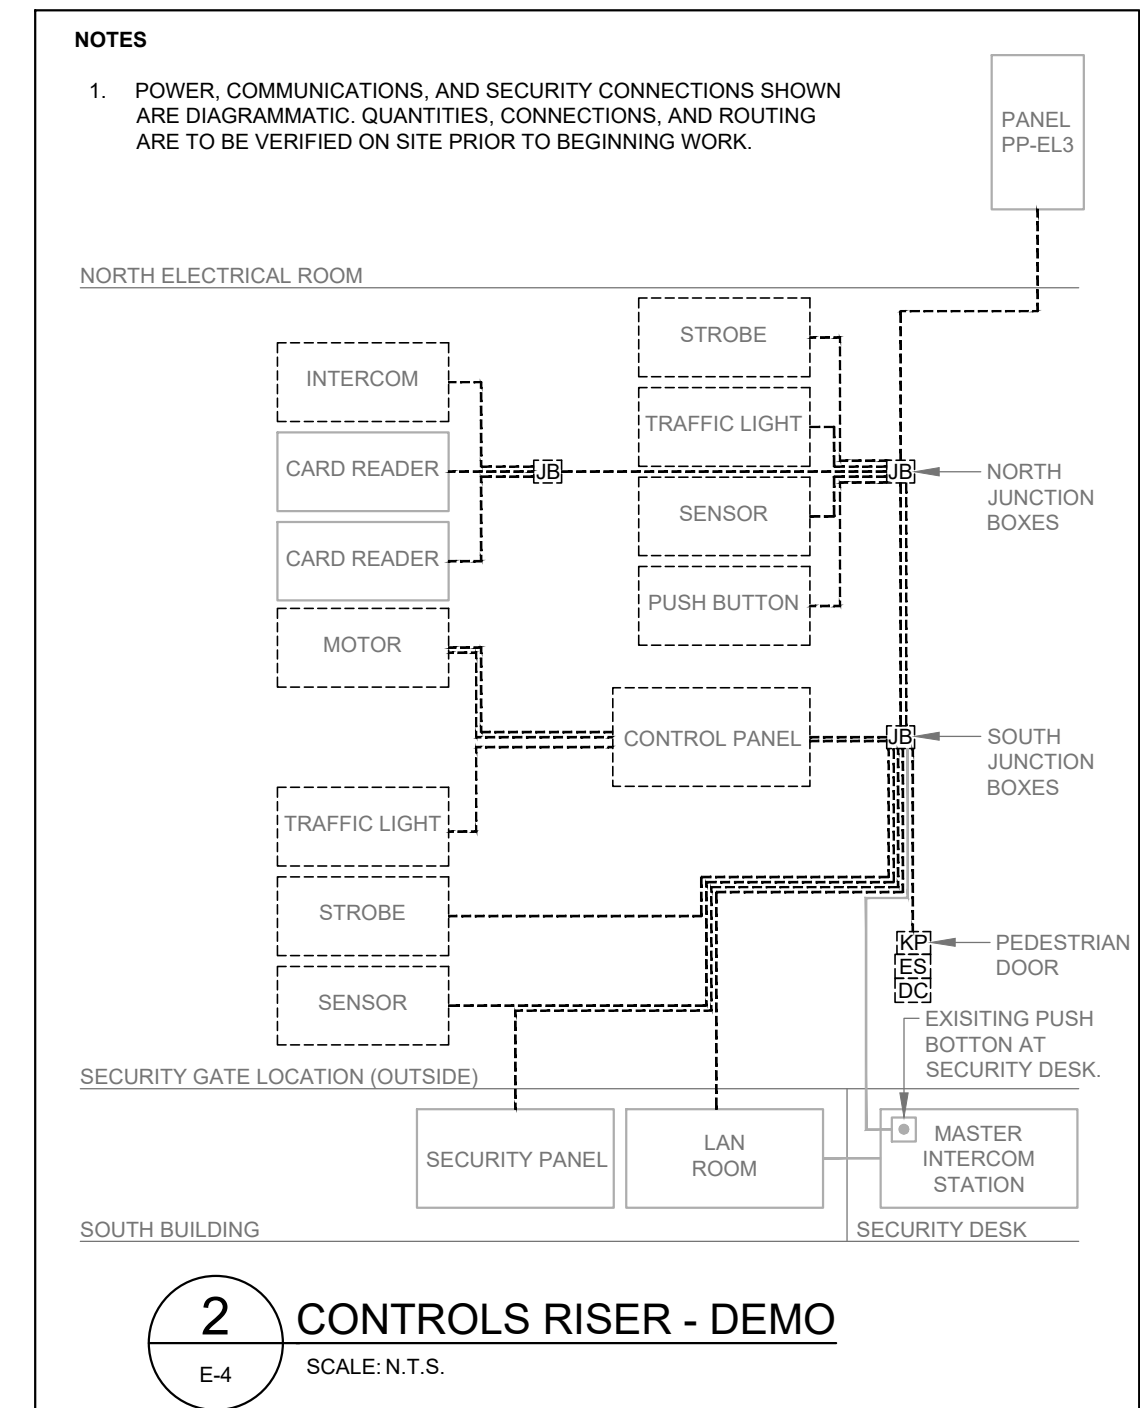 NOTES
1. POWER, COMMUNICATIONS, AND SECURITY CONNECTIONS SHOWN
ARE DIAGRAMMATIC. QUANTITIES, CONNECTIONS, AND ROUTING
ARE TO BE VERIFIED ON SITE PRIOR TO BEGINNING WORK.
PANEL
PP-EL3
NORTH ELECTRICAL ROOM
STROBE
INTERCOM
TRAFFIC LIGHT
CARD READER
JB
JB
NORTH
JUNCTION
BOXES
SENSOR
CARD READER
PUSH BUTTON
MOTOR
CONTROL PANEL
JB
SOUTH
JUNCTION
BOXES
TRAFFIC LIGHT
STROBE
KP
ES
DC
PEDESTRIAN
DOOR
SENSOR
EXISITING PUSH
BOTTON AT
SECURITY DESK.
SECURITY GATE LOCATION (OUTSIDE)
SECURITY PANEL
LAN
ROOM
MASTER
INTERCOM
STATION
SOUTH BUILDING
SECURITY DESK
2
E-4
CONTROLS RISER - DEMO
SCALE: N.T.S.